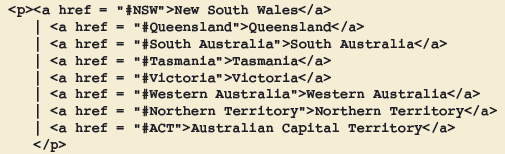 <p><a href = "#NSW">New South Wales</a>
| <a href = "#Queensland">Queensland</a>
| <a href = "#South Australia">South Australia</a>
| <a href = "#Tasmania">Tasmania</a>
| <a href = "#Victoria">Victoria</a>
| <a href = "#Western Australia">Western Australia</a>
| <a href = "#Northern Territory">Northern Territory</a>
| <a href = "#ACT">Australian Capital Territory</a>
</p>